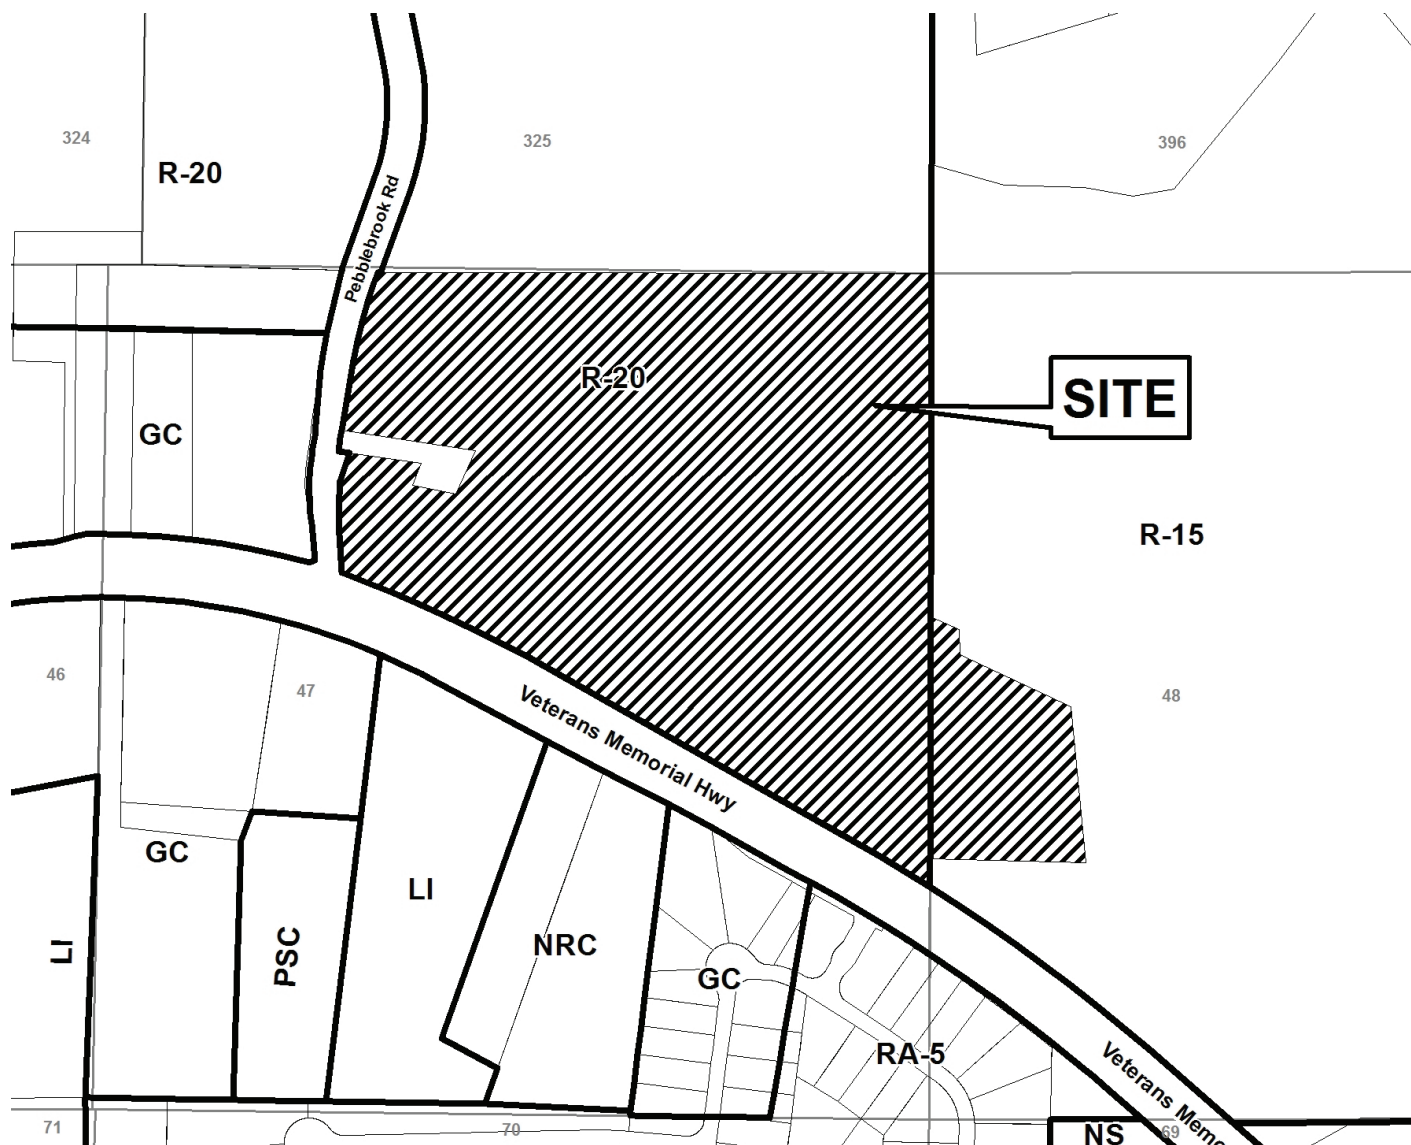 324
325
396
R-20
Pebblebrook Rd
R-20
SITE
GC
R-15
46
47
48
Veterans Memorial Hwy
GC
LI
LI
PSC
NRC
GC
RA-5
Veterans Memo
71
70
69
NS